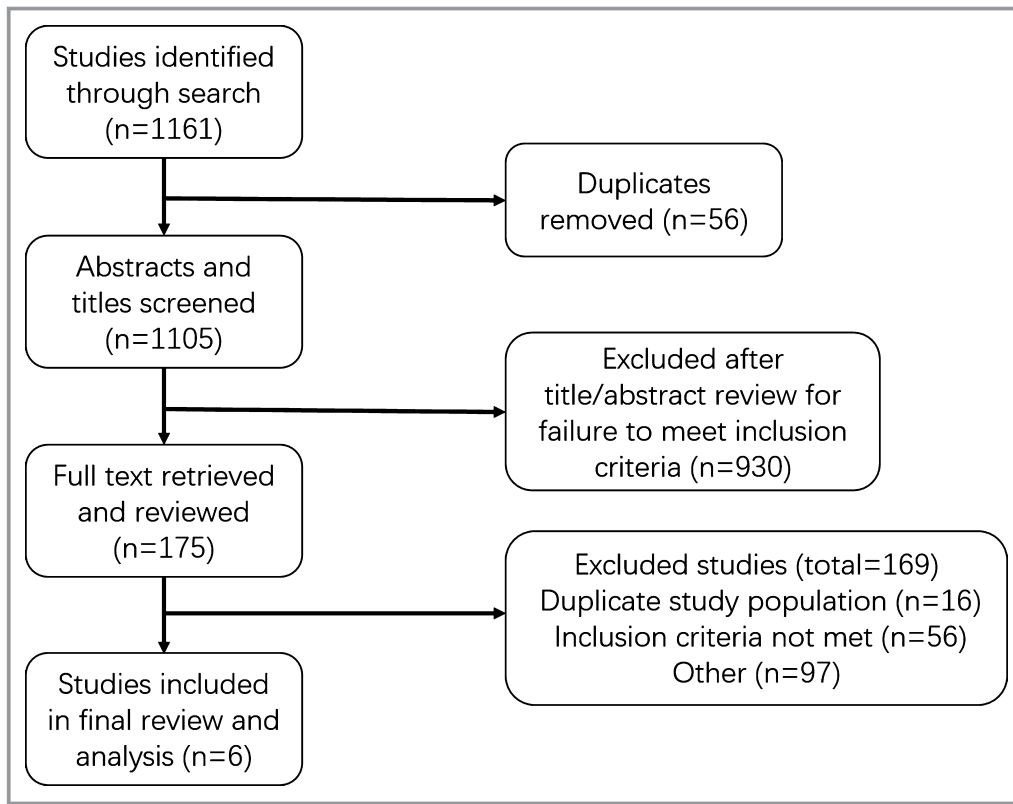 Studies identified
through search
(n=1161)
Duplicates
removed (n=56)
Abstracts and
titles screened
(n=1105)
Excluded after
title/abstract review for
failure to meet inclusion
criteria (n=930)
Full text retrieved
and reviewed
(n=175)
Excluded studies (total=169)
Duplicate study population (n=16)
Inclusion criteria not met (n=56)
Other (n=97)
Studies included
in final review and
analysis (n=6)